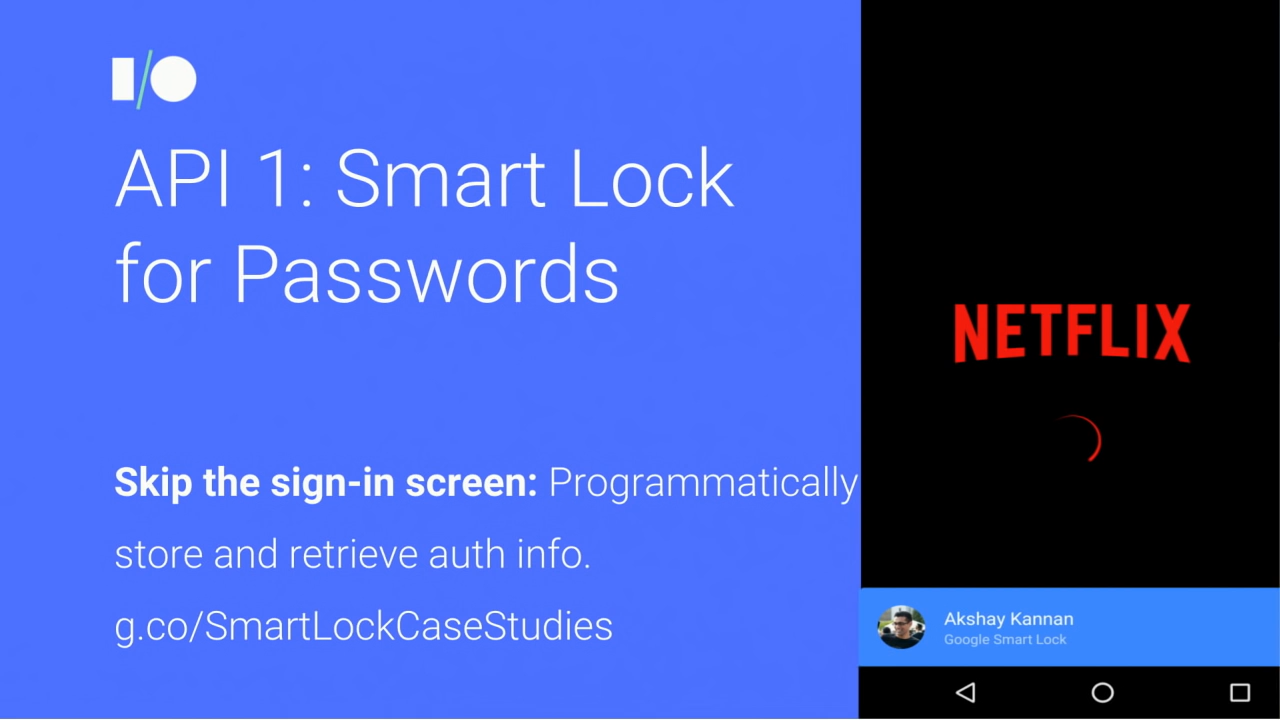 I/O
API 1: Smart Lock
for Passwords
Skip the sign-in screen: Programmatically
store and retrieve auth info.
g.co/SmartLockCaseStudies
NETFLIX
Akshay Kannan
Google Smart Lock